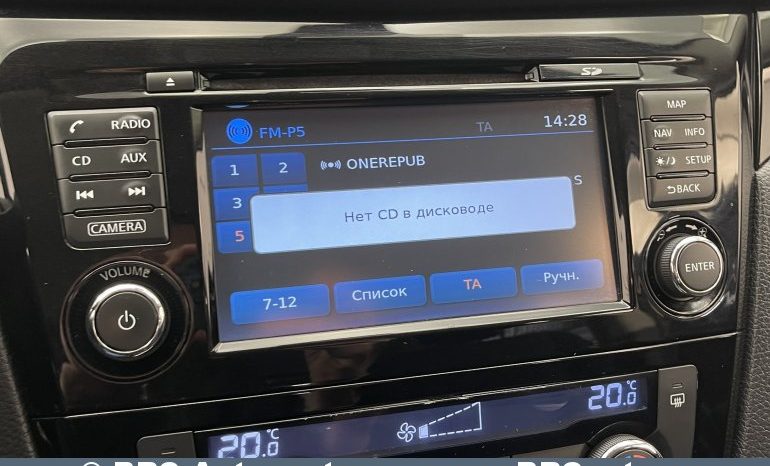 SD
RADIO
CD AUX
CAMERA
VOLUME
FM-P5 TA 14:28
1 2 ONEREPUB
3 S
5
Нет CD в дисководе
7-12 Список TA Ручн.
MAP
NAV INFO
SETUP
BACK
ENTER
20.0 °C
20.0 °C